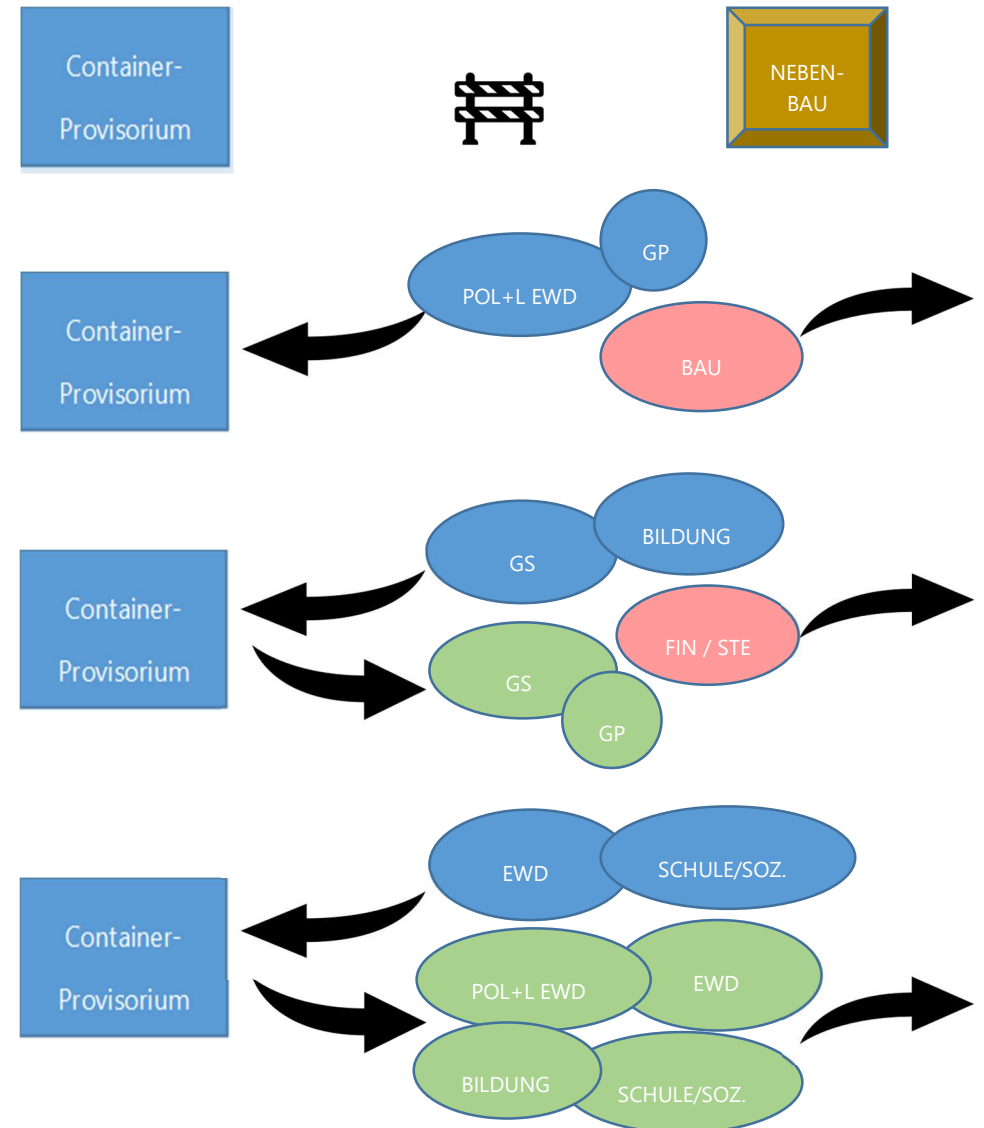 Container-
Provisorium
NEBEN-
BAU
GP
POL+L EWD
Container-
Provisorium
BAU
BILDUNG
GS
Container-
Provisorium
FIN / STE
GS
GP
EWD
SCHULE/SOZ.
Container-
Provisorium
POL+L EWD
EWD
BILDUNG
SCHULE/SOZ.